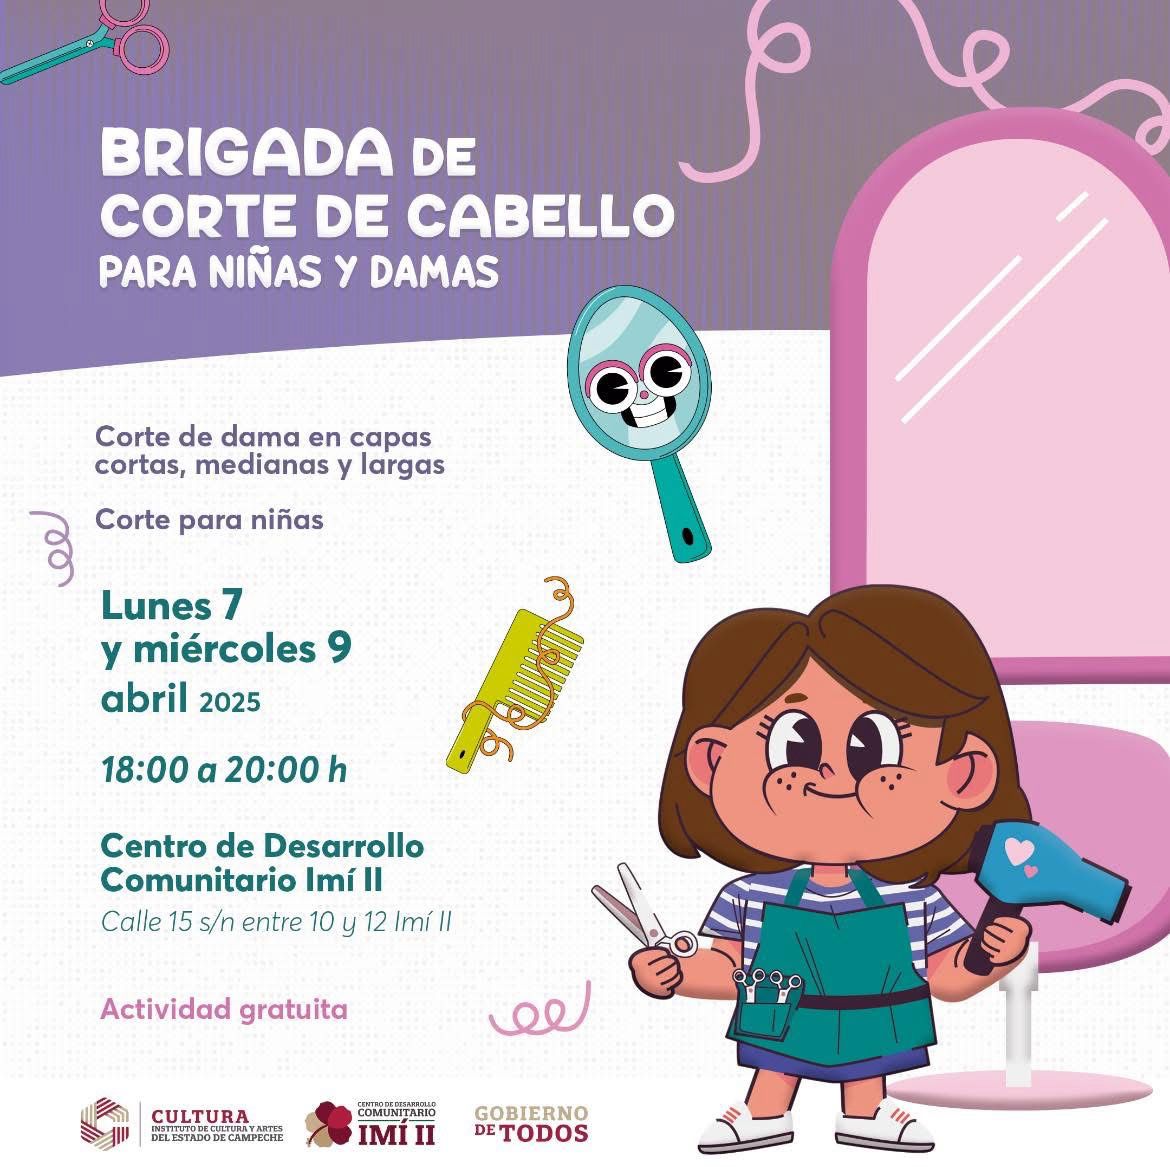 BRIGADA DE
CORTE DE CABELLO
PARA NIÑAS Y DAMAS
Corte de dama en capas
cortas, medianas y largas
Corte para niñas
Lunes 7
y miércoles 9
abril 2025
18:00 a 20:00 h
Centro de Desarrollo
Comunitario Imí II
Calle 15 s/n entre 10 y 12 Imí II
Actividad gratuita
CULTURA
INSTITUTO DE CULTURA Y ARTES
DEL ESTADO DE CAMPECHE
CENTRO DE DESARROLLO
COMUNITARIO
IMÍ II
GOBIERNO
DE TODOS